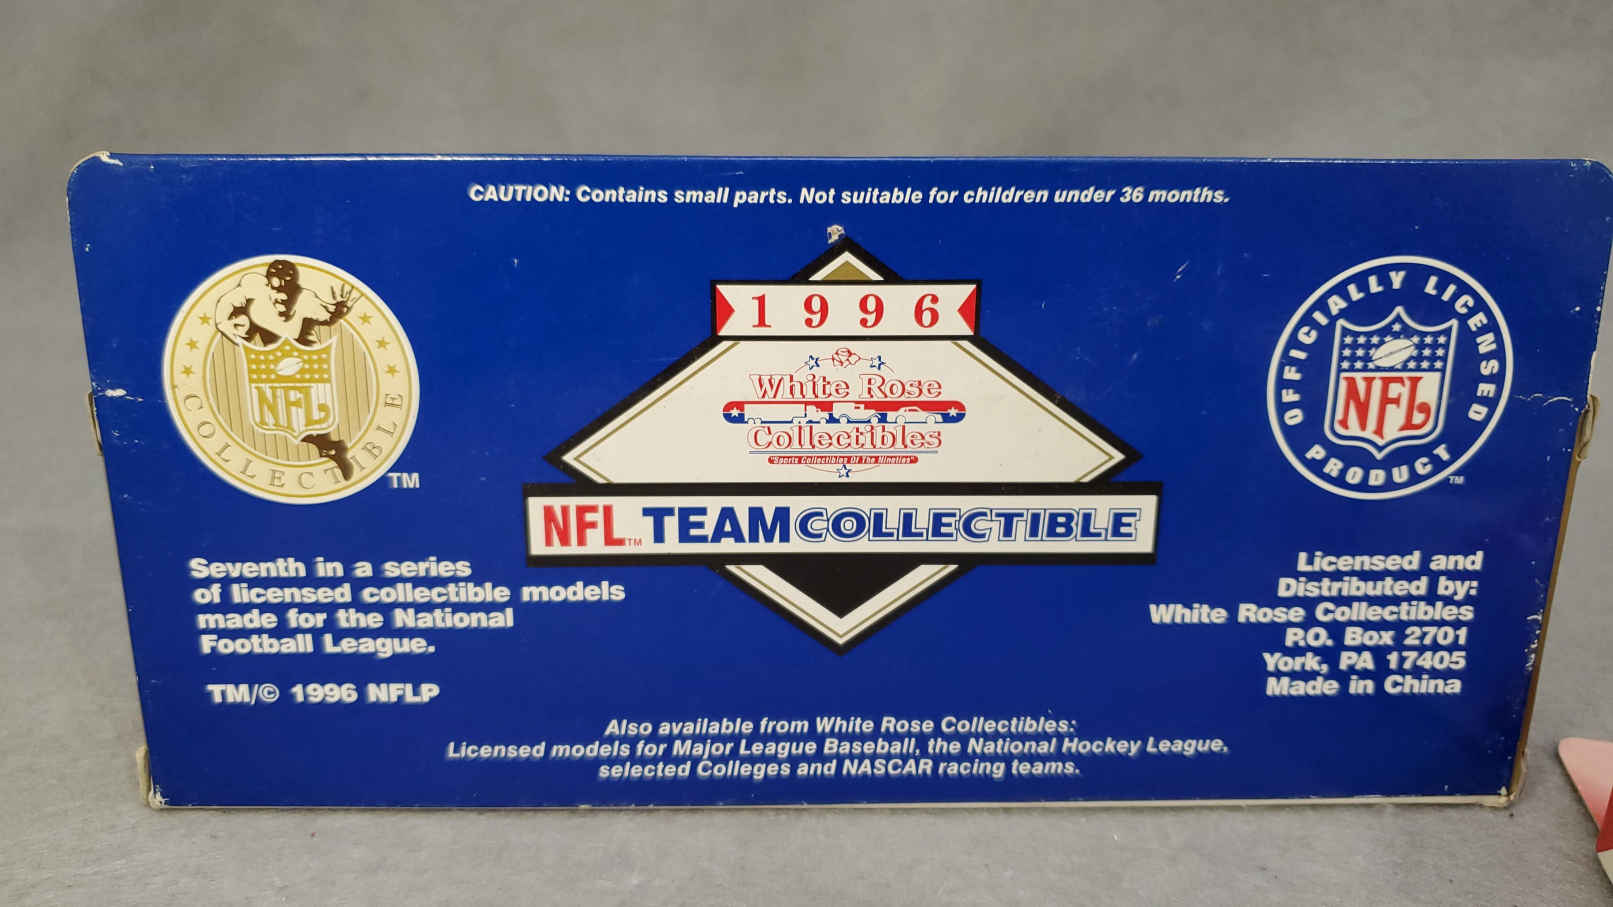 CAUTION: Contains small parts. Not suitable for children under 36 months.
1996
White Rose
Collectibles
"Sports Collectibles Of The Nineties"
NFL™ TEAM COLLECTIBLE
NFL
COLLECTIBLE
TM
OFFICIALLY LICENSED
NFL
PRODUCT
TM
Seventh in a series
of licensed collectible models
made for the National
Football League.
TM/© 1996 NFLP
Licensed and
Distributed by:
White Rose Collectibles
P.O. Box 2701
York, PA 17405
Made in China
Also available from White Rose Collectibles:
Licensed models for Major League Baseball, the National Hockey League,
selected Colleges and NASCAR racing teams.